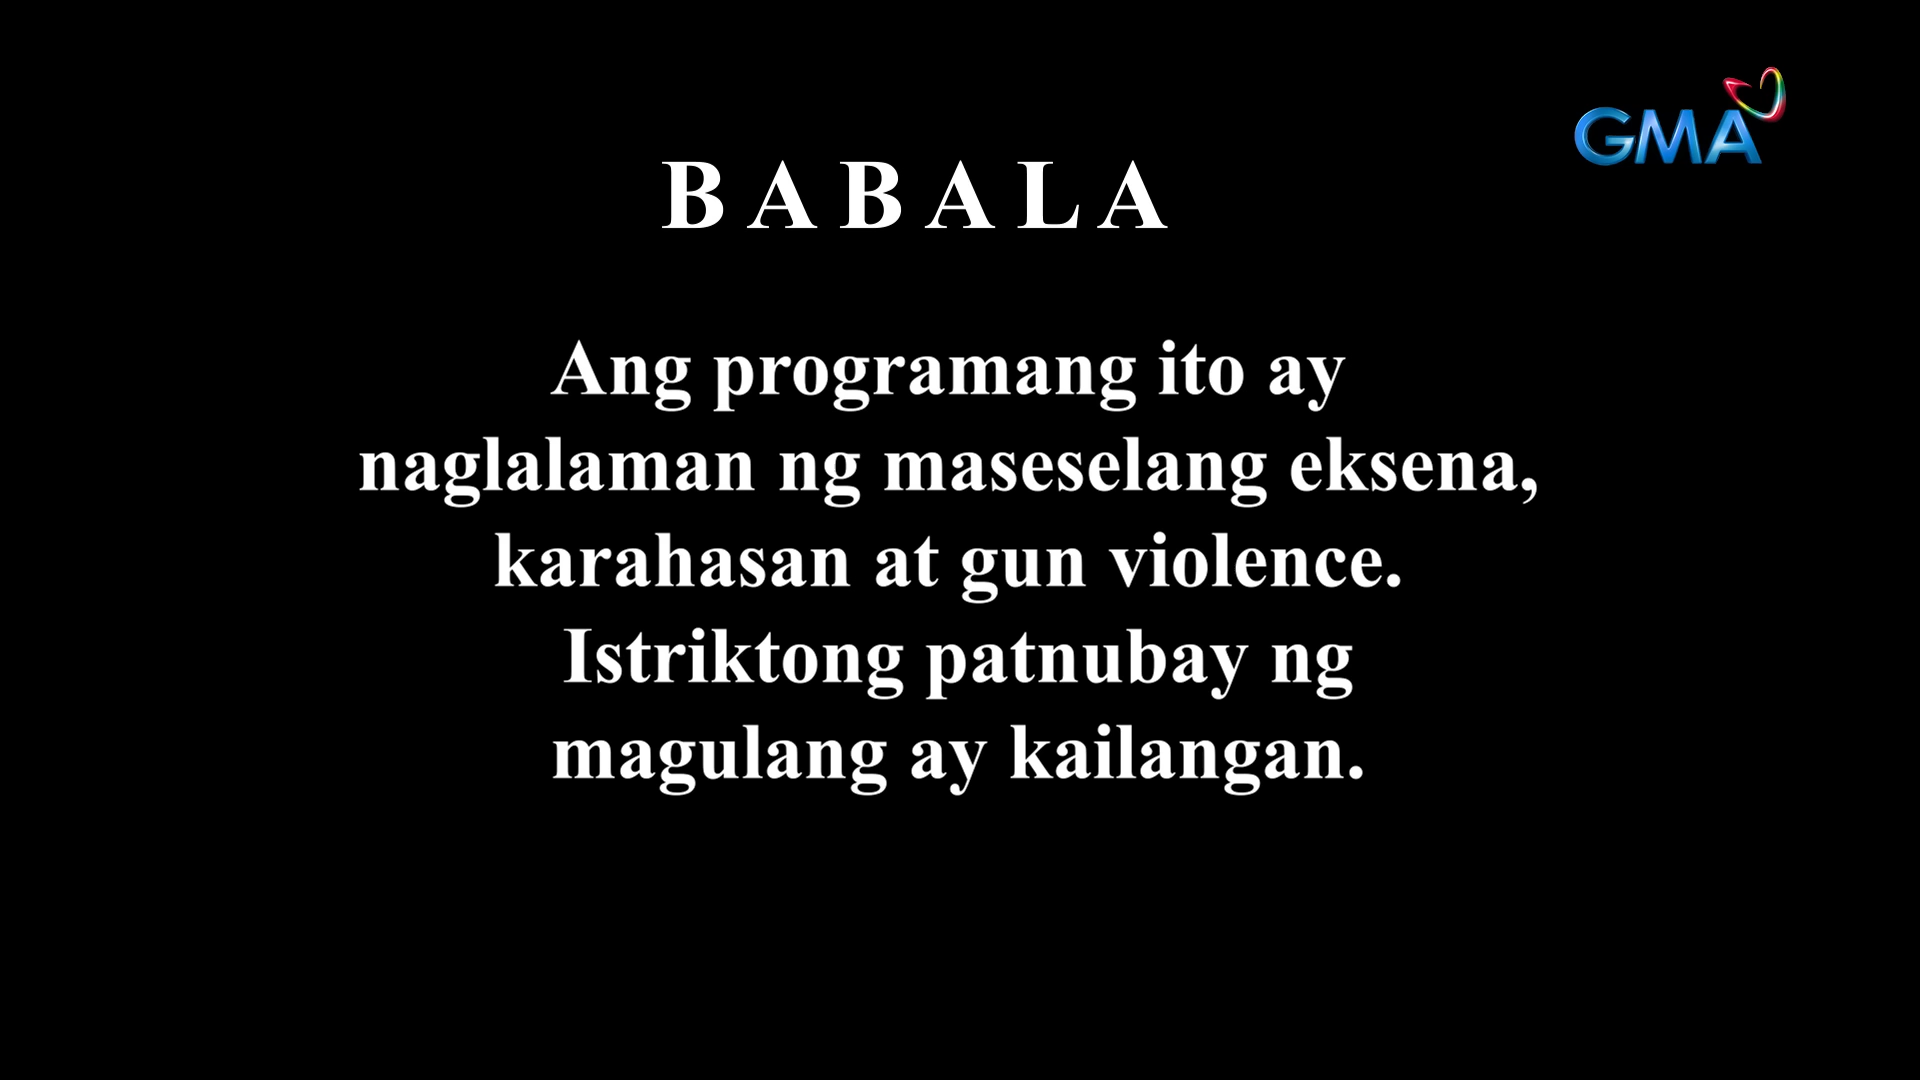 GMA
B A B A L A
Ang programang ito ay
naglalaman ng maseselang eksena,
karahasan at gun violence.
Istriktong patnubay ng
magulang ay kailangan.